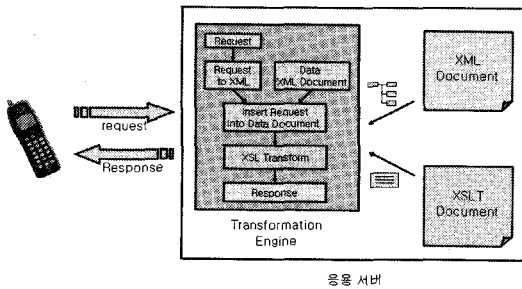 Request
Request
to XML
Data
XML Document
Insert Request
into Data Document
XSL Transform
Response
Transformation
Engine
request
Response
XML
Document
XSLT
Document
응용 서버